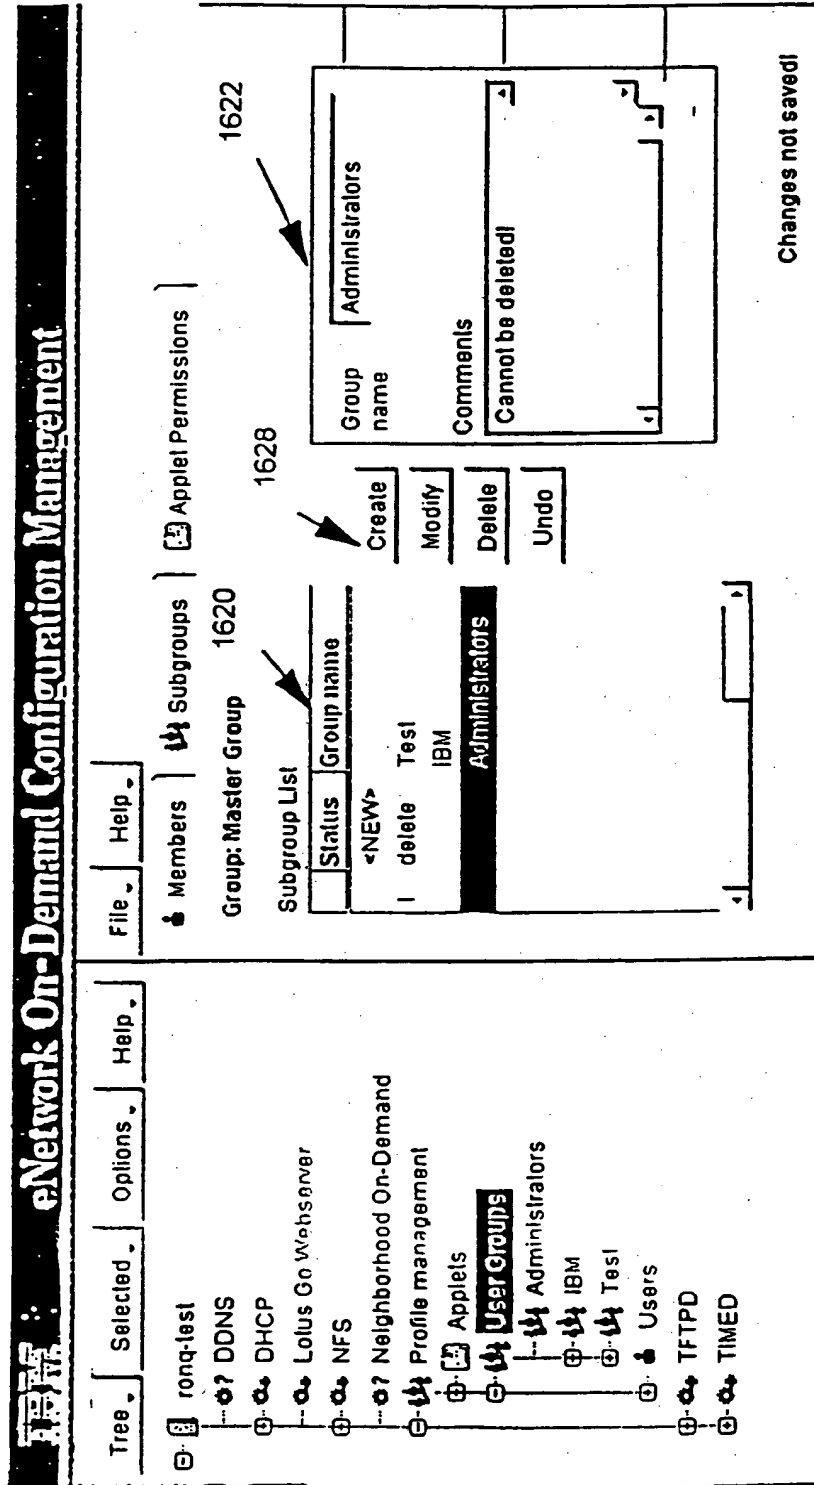 IBM eNetwork On-Demand Configuration Management
Tree Selected Options Help
ronq-test
? DDNS
DHCP
Lotus Go Webserver
NFS
? Neighborhood On-Demand
Profile management
Applets
User Groups
Administrators
IBM
Test
Users
TFTPD
TIMED
File Help
Members Subgroups Applet Permissions
Group: Master Group
1620
1628
1622
Subgroup List
Status Group name
<NEW>
delete Test
IBM
Administrators
Create
Modify
Delete
Undo
Group name
Administrators
Comments
Cannot be deleted!
Changes not saved!